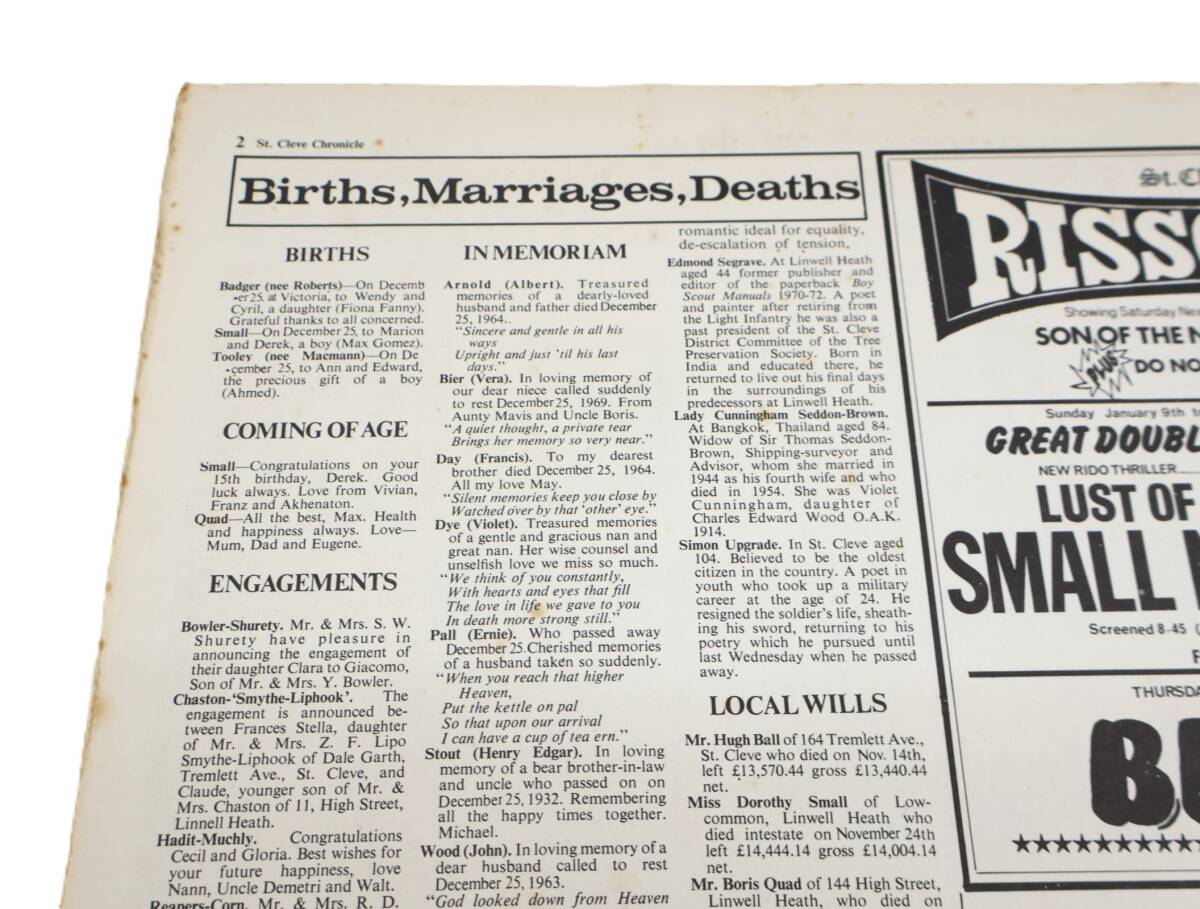 2 St. Cleve Chronicle
Births, Marriages, Deaths
BIRTHS
Badger (nee Roberts)—On Decemb
-er 25, at Victoria, to Wendy and
Cyril, a daughter (Fiona Fanny).
Grateful thanks to all concerned.
Small—On December 25, to Marion
and Derek, a boy (Max Gomez).
Tooley (nee Macmann)—On De
-cember 25, to Ann and Edward,
the precious gift of a boy
(Ahmed).
COMING OF AGE
Small—Congratulations on your
15th birthday, Derek. Good
luck always. Love from Vivian,
Franz and Akhenaton.
Quad—All the best, Max. Health
and happiness always. Love—
Mum, Dad and Eugene.
ENGAGEMENTS
Bowler-Shurety. Mr. & Mrs. S. W.
Shurety have pleasure in
announcing the engagement of
their daughter Clara to Giacomo,
Son of Mr. & Mrs. Y. Bowler.
Chaston-'Smythe-Liphook'. The
engagement is announced be-
tween Frances Stella, daughter
of Mr. & Mrs. Z. F. Lipo
Smythe-Liphook of Dale Garth,
Tremlett Ave., St. Cleve, and
Claude, younger son of Mr. &
Mrs. Chaston of 11, High Street,
Linnell Heath.
Hadit-Muchly. Congratulations
Cecil and Gloria. Best wishes for
your future happiness, love
Nann, Uncle Demetri and Walt.
Reapers-Corn. Mr. & Mrs. R. D.
IN MEMORIAM
Arnold (Albert). Treasured
memories of a dearly-loved
husband and father died December
25, 1964..
"Sincere and gentle in all his
ways
Upright and just 'til his last
days."
Bier (Vera). In loving memory of
our dear niece called suddenly
to rest December 25, 1969. From
Aunty Mavis and Uncle Boris.
"A quiet thought, a private tear
Brings her memory so very near."
Day (Francis). To my dearest
brother died December 25, 1964.
All my love May.
"Silent memories keep you close by
Watched over by that 'other' eye."
Dye (Violet). Treasured memories
of a gentle and gracious nan and
great nan. Her wise counsel and
unselfish love we miss so much.
"We think of you constantly,
With hearts and eyes that fill
The love in life we gave to you
In death more strong still."
Pall (Ernie). Who passed away
December 25. Cherished memories
of a husband taken so suddenly.
"When you reach that higher
Heaven,
Put the kettle on pal
So that upon our arrival
I can have a cup of tea ern."
Stout (Henry Edgar). In loving
memory of a bear brother-in-law
and uncle who passed on on
December 25, 1932. Remembering
all the happy times together.
Michael.
Wood (John). In loving memory of a
dear husband called to rest
December 25, 1963.
"God looked down from Heaven
romantic ideal for equality,
de-escalation of tension,
Edmond Segrave. At Linwell Heath
aged 44 former publisher and
editor of the paperback Boy
Scout Manuals 1970-72. A poet
and painter after retiring from
the Light Infantry he was also a
past president of the St. Cleve
District Committee of the Tree
Preservation Society. Born in
India and educated there, he
returned to live out his final days
in the surroundings of his
predecessors at Linwell Heath.
Lady Cunningham Seddon-Brown.
At Bangkok, Thailand aged 84.
Widow of Sir Thomas Seddon-
Brown, Shipping-surveyor and
Advisor, whom she married in
1944 as his fourth wife and who
died in 1954. She was Violet
Cunningham, daughter of
Charles Edward Wood O.A.K.
1914.
Simon Upgrade. In St. Cleve aged
104. Believed to be the oldest
citizen in the country. A poet in
youth who took up a military
career at the age of 24. He
resigned the soldier's life, sheath-
ing his sword, returning to his
poetry which he pursued until
last Wednesday when he passed
away.
LOCAL WILLS
Mr. Hugh Ball of 164 Tremlett Ave.,
St. Cleve who died on Nov. 14th,
left £13,570.44 gross £13,440.44
net.
Miss Dorothy Small of Low-
common, Linwell Heath who
died intestate on November 24th
left £14,444.14 gross £14,004.14
net.
Mr. Boris Quad of 144 High Street,
Linwell Heath, who died on
St. Cl
RISS
Showing Saturday Ne
SON OF THE
PLUS
DO NO
Sunday January 9th
GREAT DOUBL
NEW RIDO THRILLER
LUST OF
SMALL
Screened 8-45
THURSDA